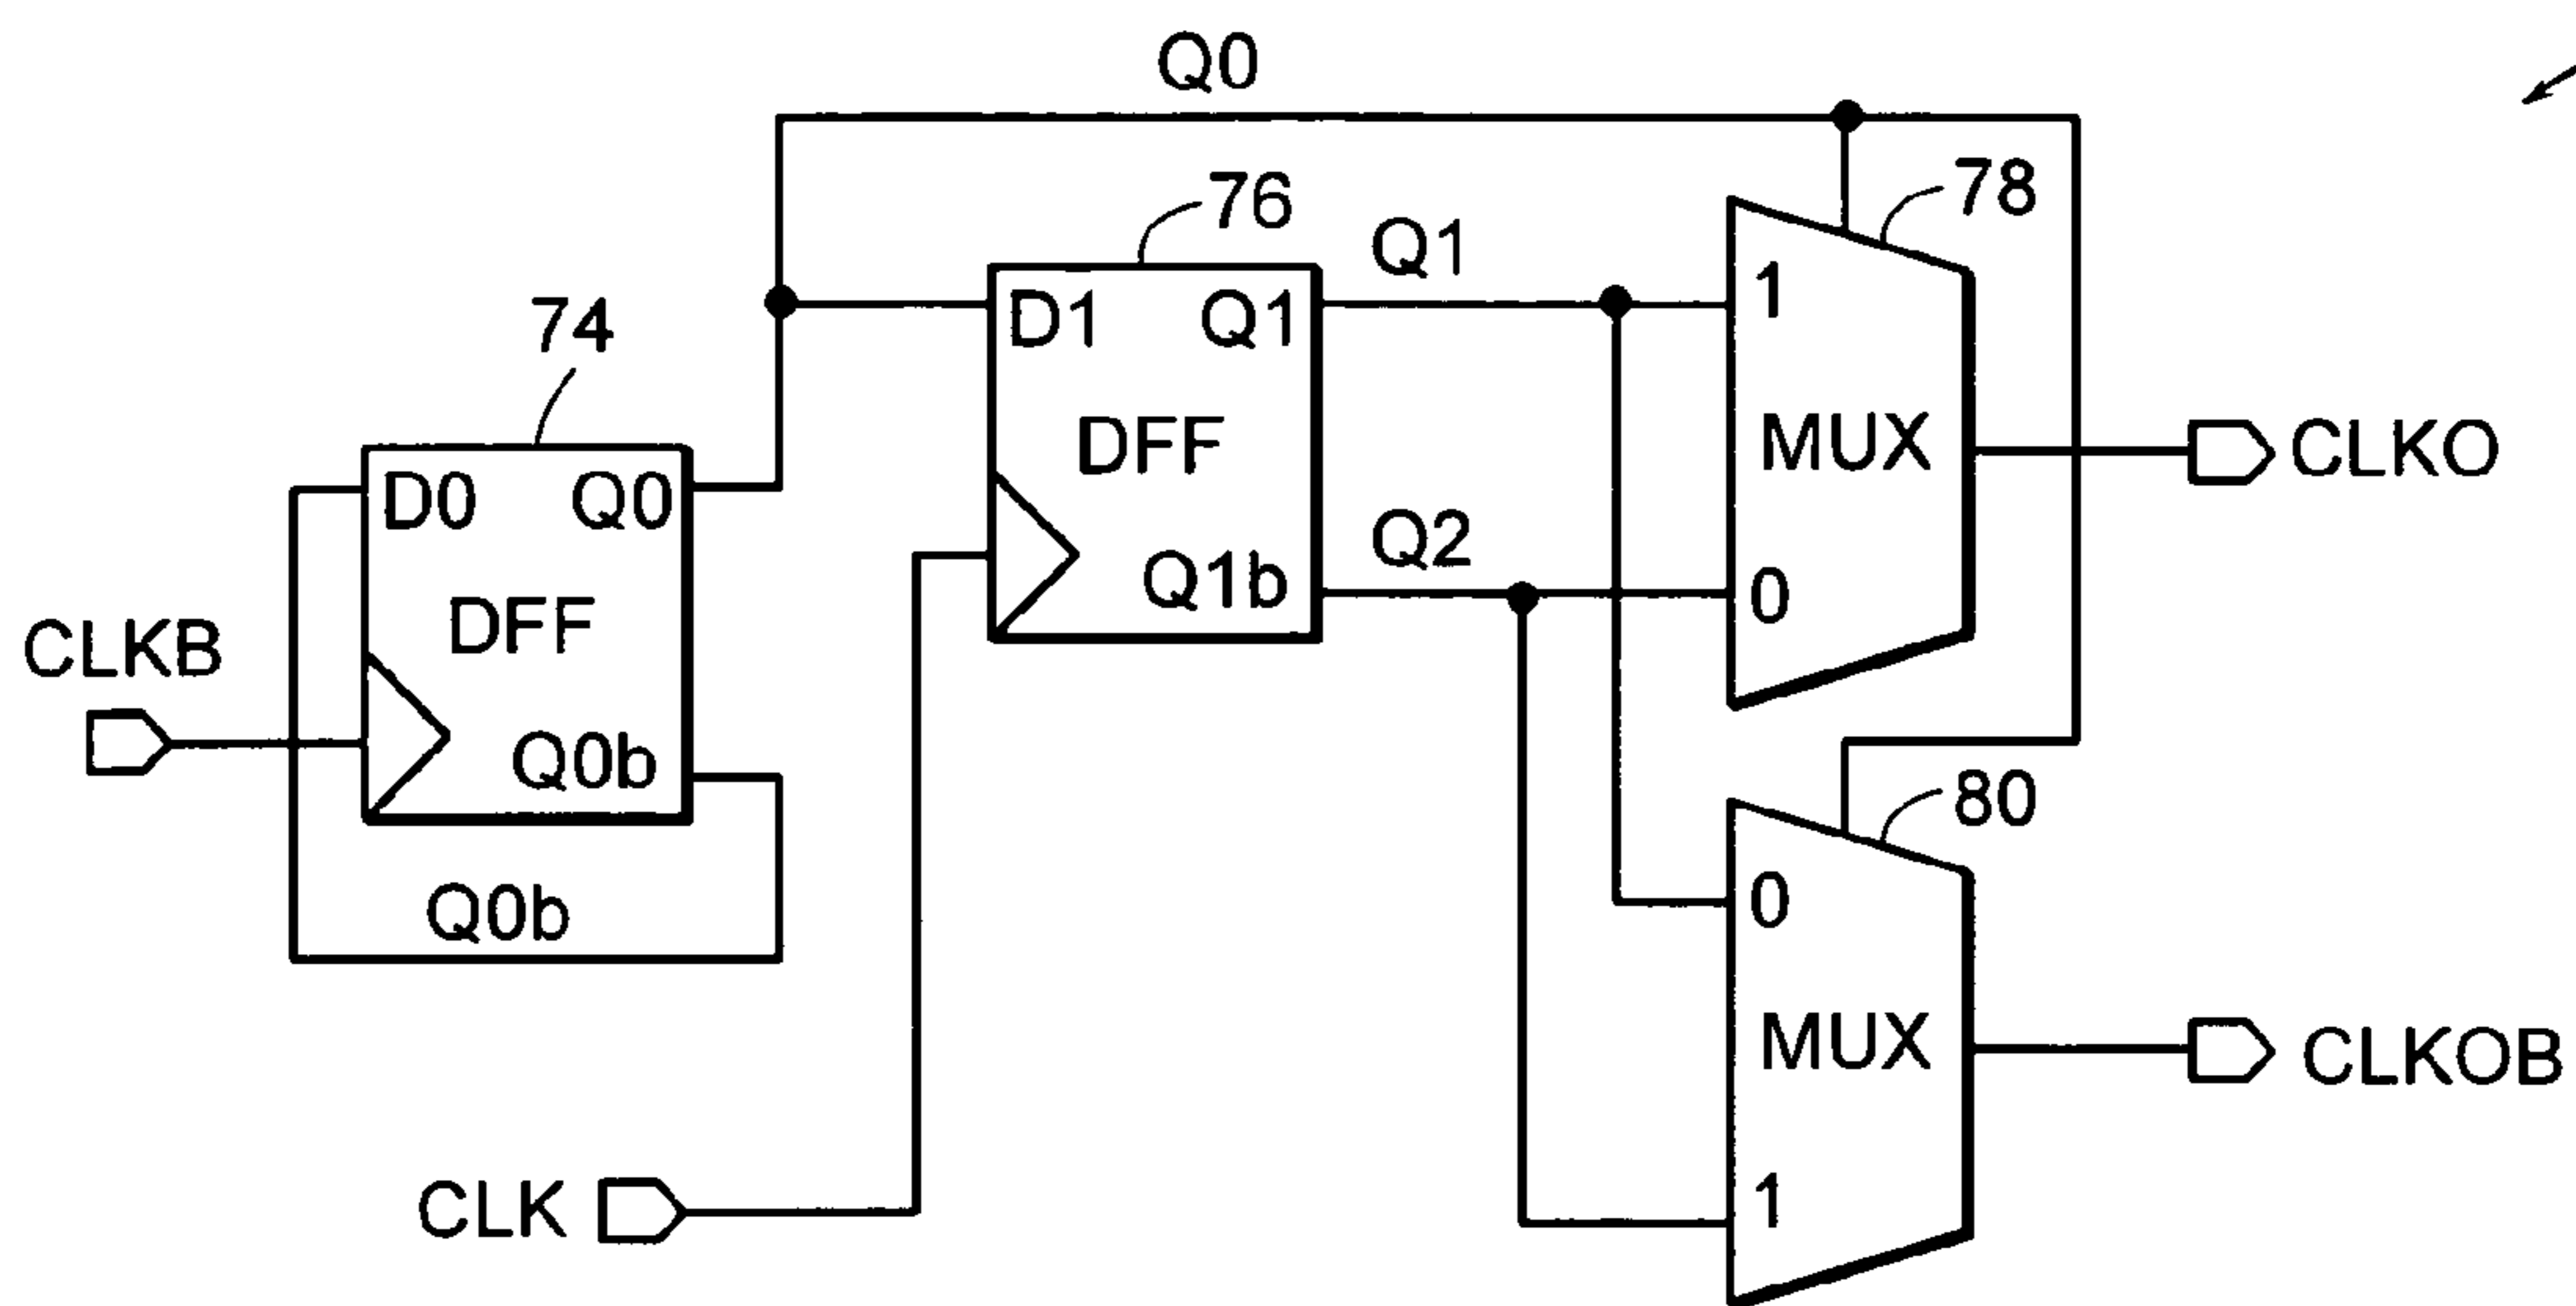 Q0
78
76
Q1
1
74
D1 Q1
DFF
MUX
CLKO
D0 Q0
Q2
Q1b
0
DFF
CLKB
Q0b
80
0
Q0b
MUX
CLKOB
1
CLK